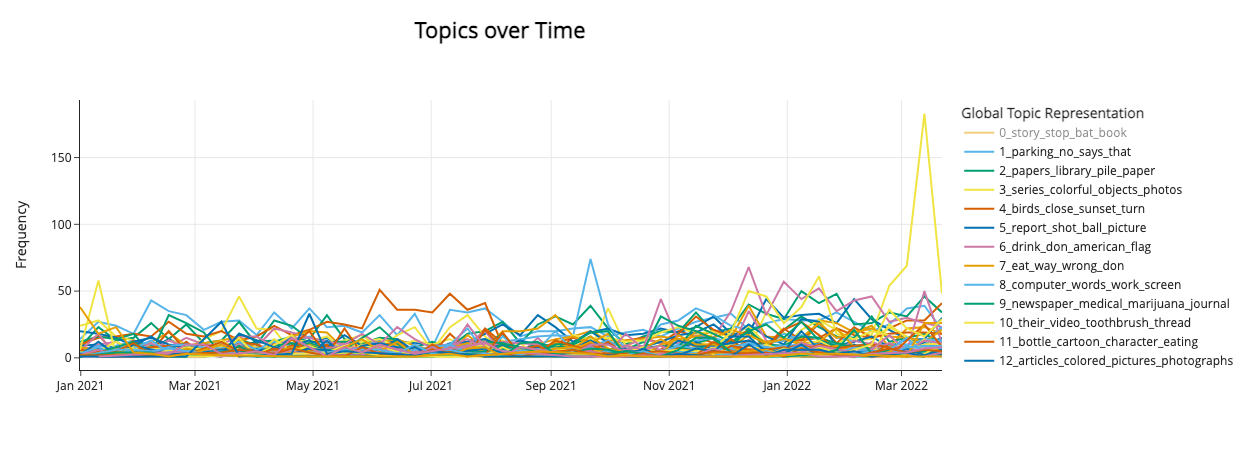 Topics over Time
Frequency
150
100
50
0
Jan 2021
Mar 2021
May 2021
Jul 2021
Sep 2021
Nov 2021
Jan 2022
Mar 2022
Global Topic Representation
0_story_stop_bat_book
1_parking_no_says_that
2_papers_library_pile_paper
3_series_colorful_objects_photos
4_birds_close_sunset_turn
5_report_shot_ball_picture
6_drink_don_american_flag
7_eat_way_wrong_don
8_computer_words_work_screen
9_newspaper_medical_marijuana_journal
10_their_video_toothbrush_thread
11_bottle_cartoon_character_eating
12_articles_colored_pictures_photographs